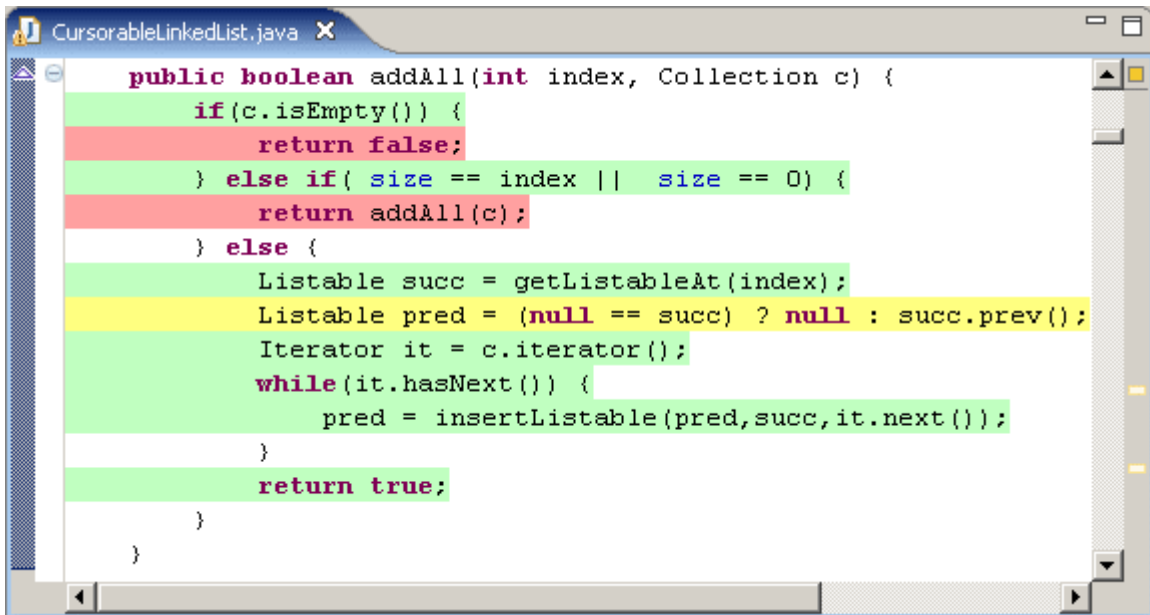 CursorableLinkedList.java
public boolean addAll(int index, Collection c) {
if(c.isEmpty()) {
return false;
} else if( size == index ||  size == 0) {
return addAll(c);
} else {
Listable succ = getListableAt(index);
Listable pred = (null == succ) ? null : succ.prev();
Iterator it = c.iterator();
while(it.hasNext()) {
pred = insertListable(pred,succ,it.next());
}
return true;
}
}